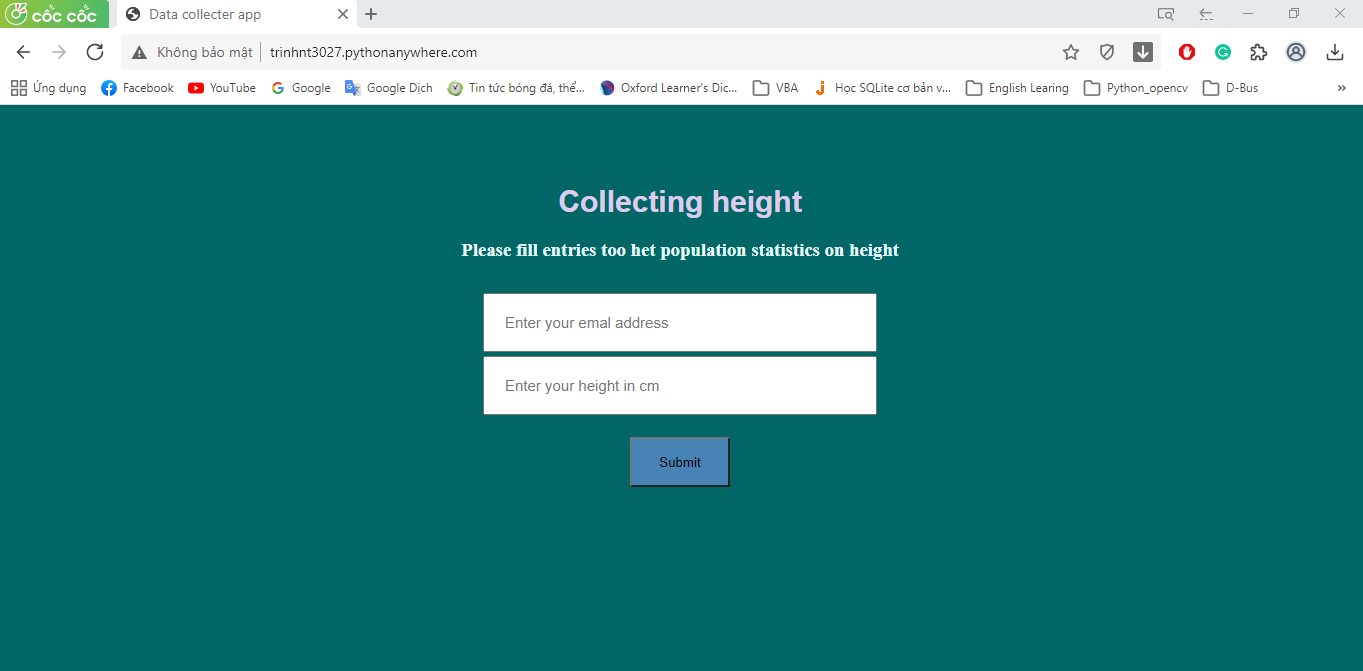 cốc cốc Data collecter app
Không bảo mật trinhnt3027.pythonanywhere.com
Ứng dụng Facebook YouTube Google Google Dịch Tin tức bóng đá, thể... Oxford Learner's Dic... VBA Học SQLite cơ bản v... English Learing Python_opencv D-Bus »
Collecting height
Please fill entries too het population statistics on height
Enter your emal address
Enter your height in cm
Submit